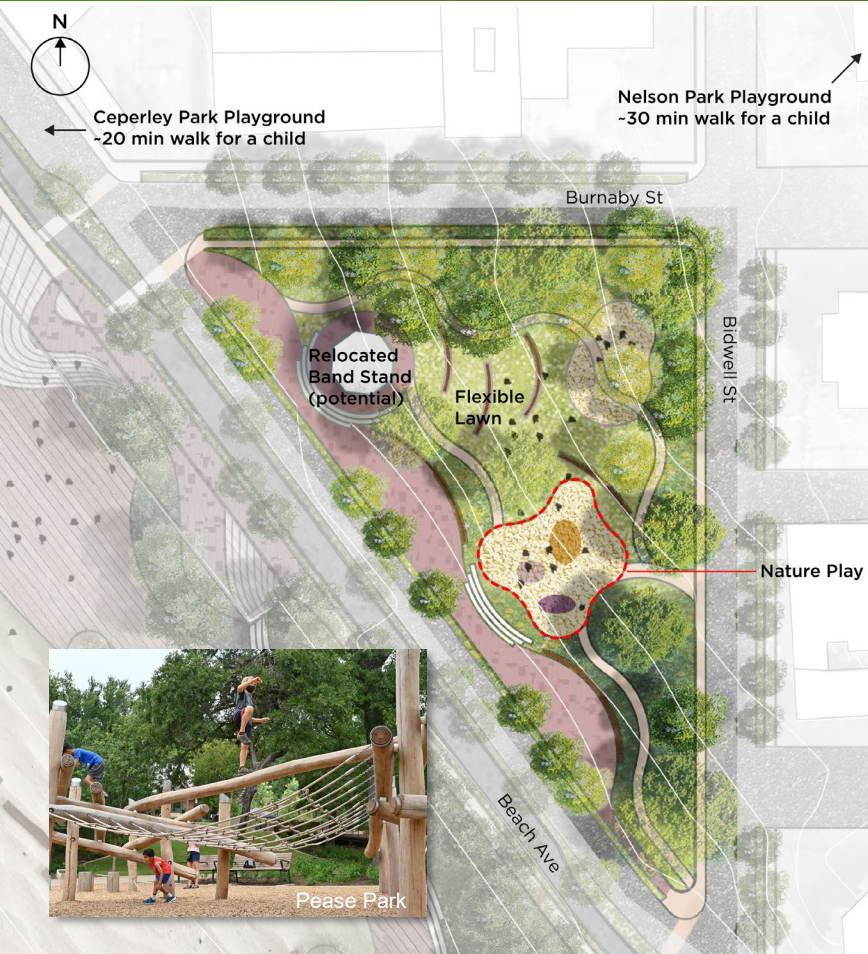 N
Ceperley Park Playground
~20 min walk for a child
Nelson Park Playground
~30 min walk for a child
Burnaby St
Bidwell St
Relocated
Band Stand
(potential)
Flexible
Lawn
Nature Play
Beach Ave
Pease Park